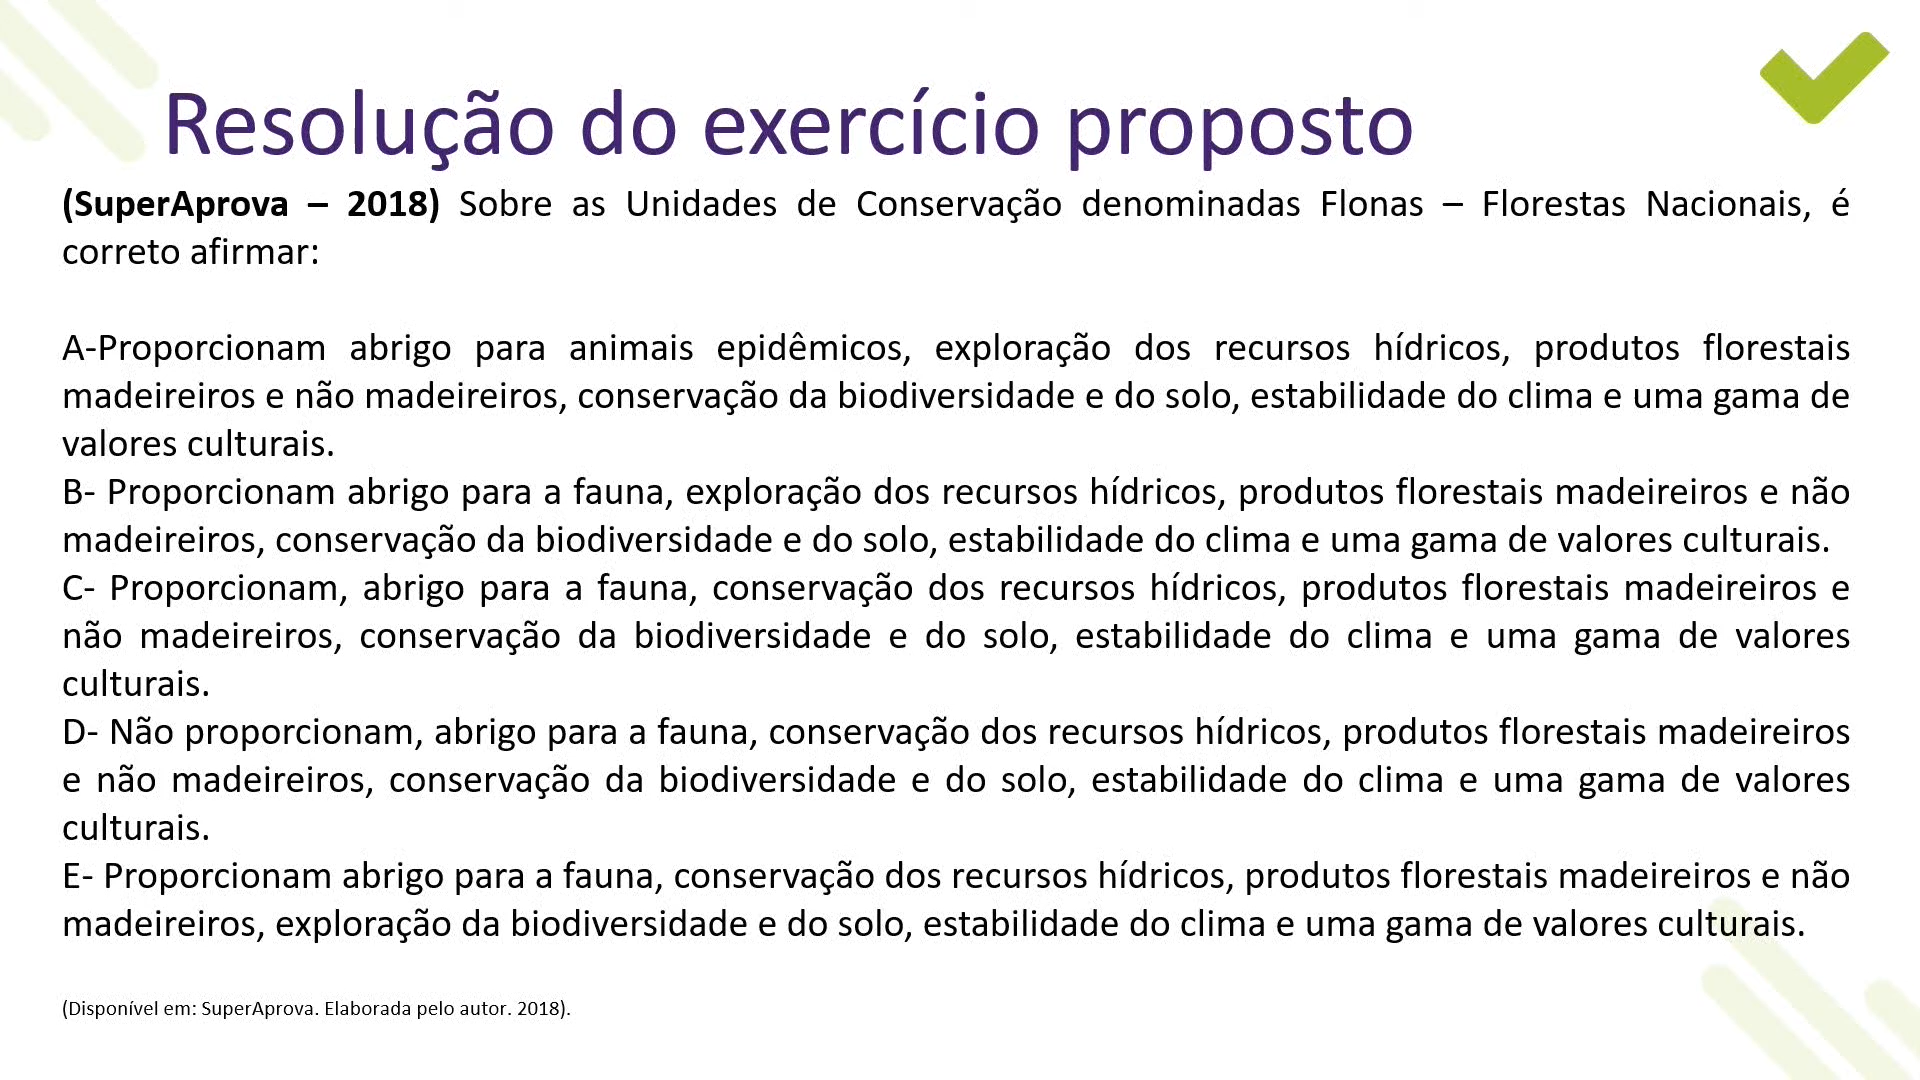 Resolução do exercício proposto
(SuperAprova – 2018) Sobre as Unidades de Conservação denominadas Flonas – Florestas Nacionais, é
correto afirmar:
A-Proporcionam abrigo para animais epidêmicos, exploração dos recursos hídricos, produtos florestais
madeireiros e não madeireiros, conservação da biodiversidade e do solo, estabilidade do clima e uma gama de
valores culturais.
B- Proporcionam abrigo para a fauna, exploração dos recursos hídricos, produtos florestais madeireiros e não
madeireiros, conservação da biodiversidade e do solo, estabilidade do clima e uma gama de valores culturais.
C- Proporcionam, abrigo para a fauna, conservação dos recursos hídricos, produtos florestais madeireiros e
não madeireiros, conservação da biodiversidade e do solo, estabilidade do clima e uma gama de valores
culturais.
D- Não proporcionam, abrigo para a fauna, conservação dos recursos hídricos, produtos florestais madeireiros
e não madeireiros, conservação da biodiversidade e do solo, estabilidade do clima e uma gama de valores
culturais.
E- Proporcionam abrigo para a fauna, conservação dos recursos hídricos, produtos florestais madeireiros e não
madeireiros, exploração da biodiversidade e do solo, estabilidade do clima e uma gama de valores culturais.
(Disponível em: SuperAprova. Elaborada pelo autor. 2018).